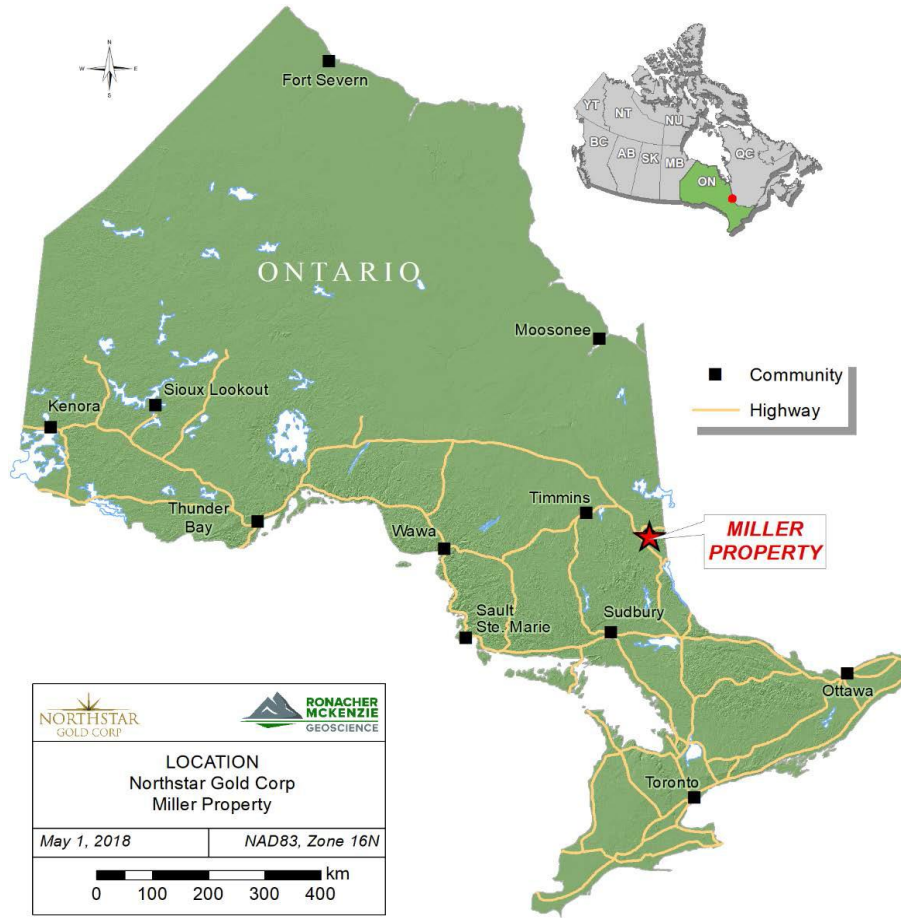 N
W
E
S
Fort Severn
YT
NT
NU
BC
AB
SK
MB
ON
QC
ONTARIO
Moosonee
Community
Highway
Kenora
Sioux Lookout
Thunder
Bay
Timmins
Wawa
MILLER
PROPERTY
Sault
Ste. Marie
Sudbury
Ottawa
Toronto
NORTHSTAR
GOLD CORP
RONACHER
MCKENZIE
GEOSCIENCE
LOCATION
Northstar Gold Corp
Miller Property
May 1, 2018
NAD83, Zone 16N
km
0 100 200 300 400